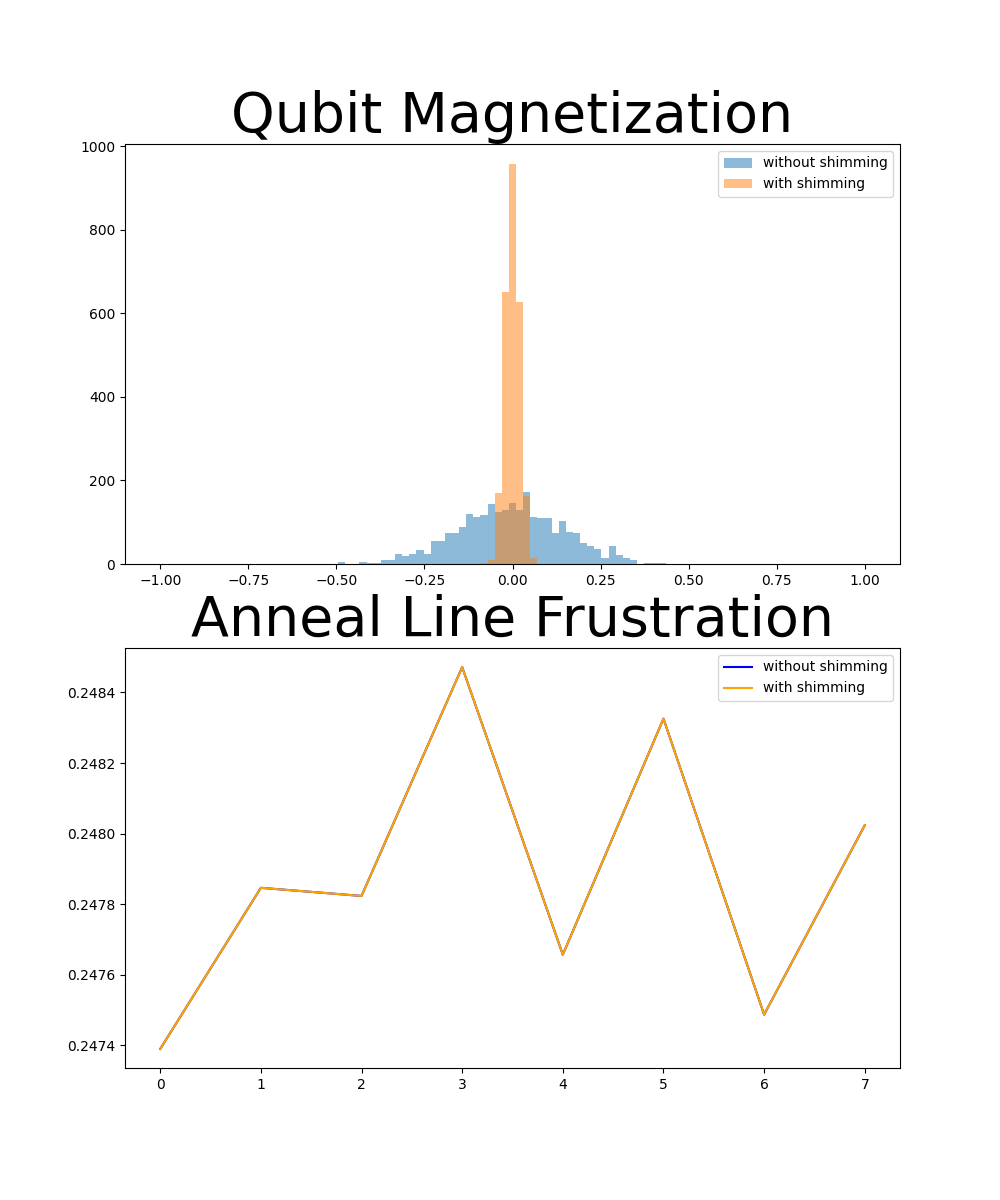 Qubit Magnetization
1000
800
600
400
200
0
without shimming
with shimming
−1.00 −0.75 −0.50 −0.25 0.00 0.25 0.50 0.75 1.00
Anneal Line Frustration
0.2484
0.2482
0.2480
0.2478
0.2476
0.2474
without shimming
with shimming
0 1 2 3 4 5 6 7